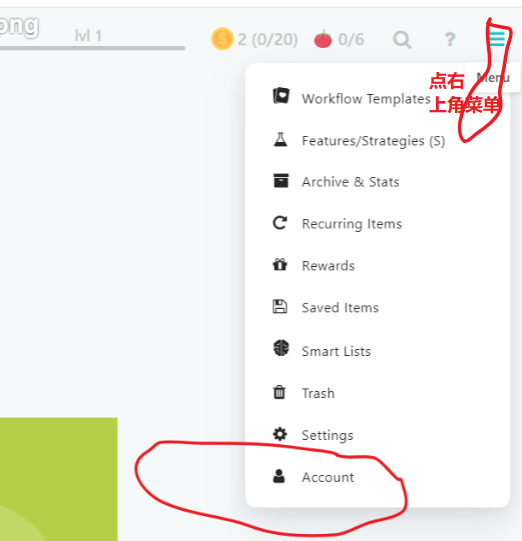 ong
lvl 1
2 (0/20)
0/6
?
Menu
点右
上角菜单
Workflow Templates
Features/Strategies (S)
Archive & Stats
Recurring Items
Rewards
Saved Items
Smart Lists
Trash
Settings
Account